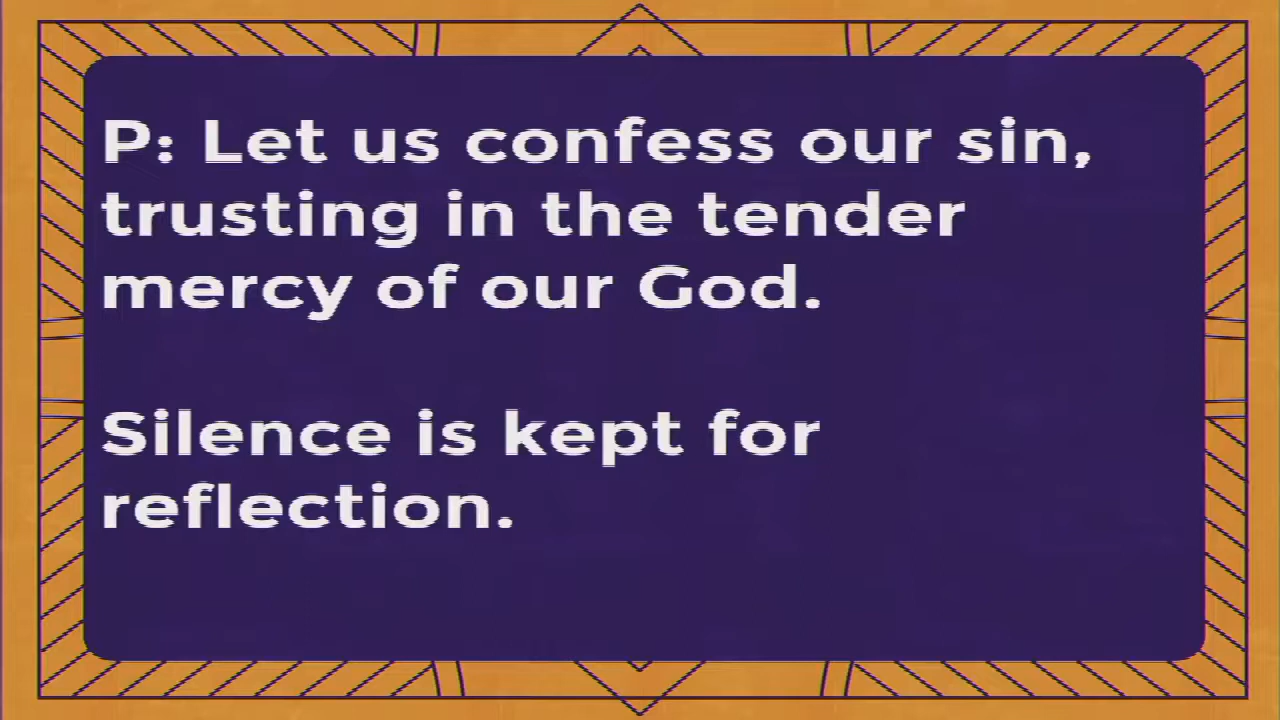 P: Let us confess our sin,
trusting in the tender
mercy of our God.
Silence is kept for
reflection.